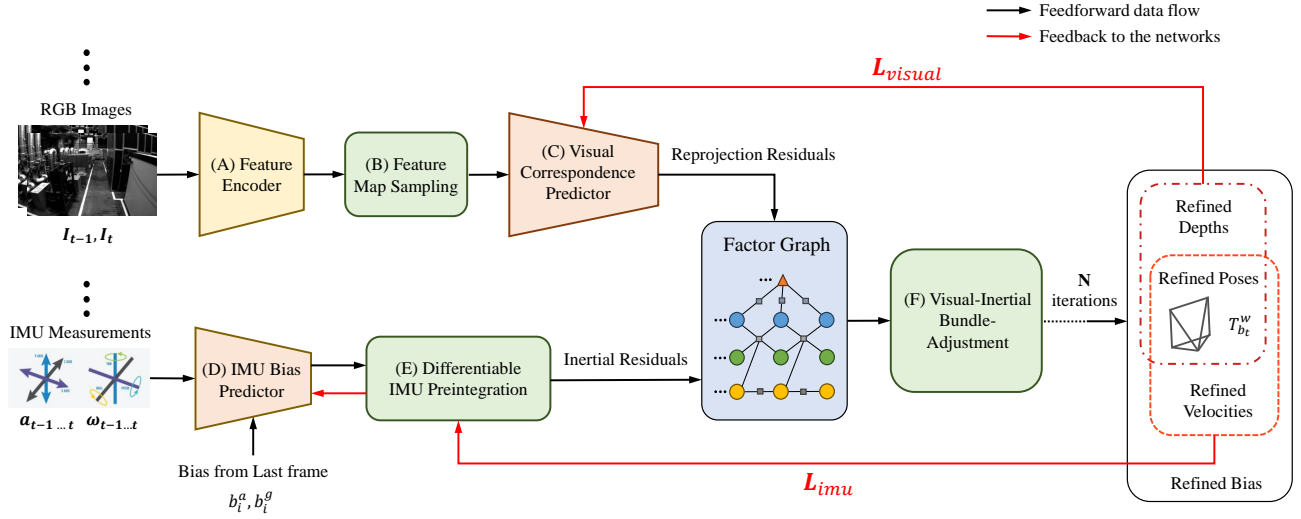 Feedforward data flow
Feedback to the networks
L_visual
RGB Images
(A) Feature
Encoder
(B) Feature
Map Sampling
(C) Visual
Correspondence
Predictor
Reprojection Residuals
I_{t−1}, I_t
Factor Graph
(F) Visual-Inertial
Bundle-
Adjustment
N
iterations
Refined
Depths
Refined Poses
T^w_{b_t}
Refined
Velocities
Refined Bias
IMU Measurements
(D) IMU Bias
Predictor
(E) Differentiable
IMU Preintegration
Inertial Residuals
a_{t−1…t} ω_{t−1…t}
Bias from Last frame
b_i^a, b_i^g
L_imu